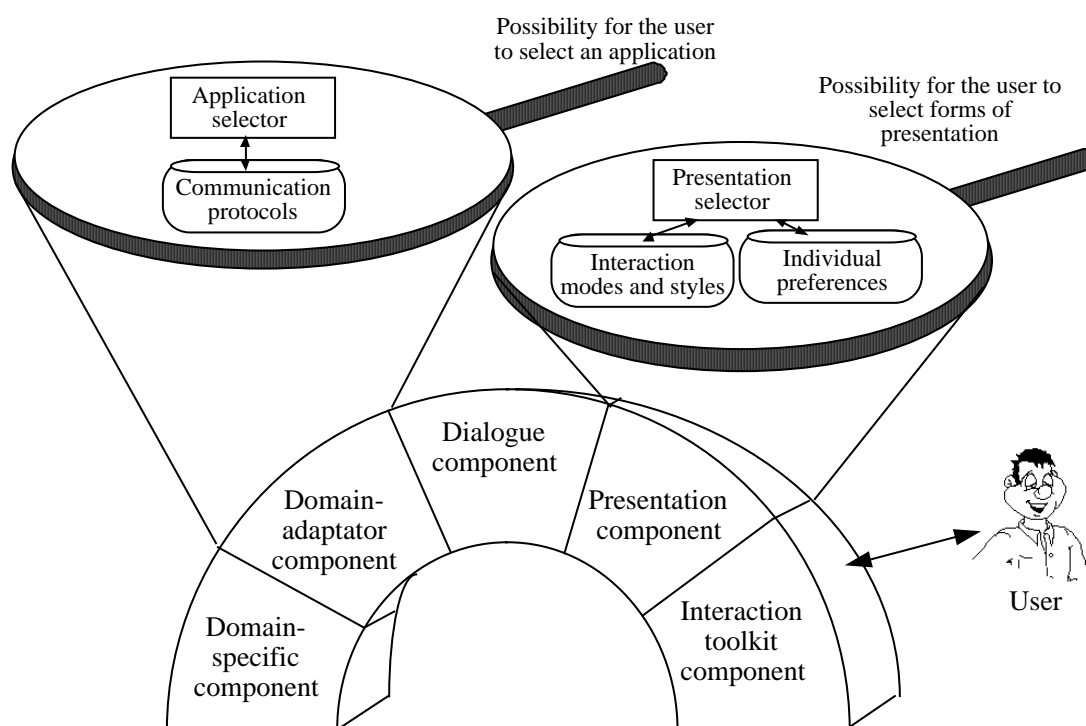 Possibility for the user
to select an application
Application
selector
Communication
protocols
Possibility for the user to
select forms of
presentation
Presentation
selector
Interaction
modes and styles
Individual
preferences
Dialogue
component
Domain-
adaptator
component
Presentation
component
Domain-
specific
component
Interaction
toolkit
component
User